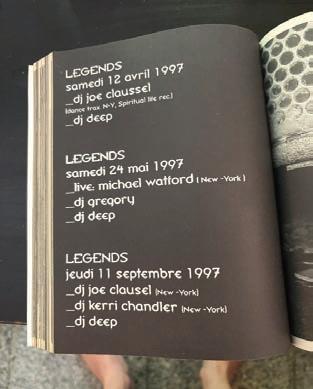 LEGENDS
samedi 12 avril 1997
_dj joe claussel
(dance trax N-Y, Spiritual life rec.)
_dj deep
LEGENDS
samedi 24 mai 1997
_live: michael watford ( New -York )
_dj gregory
_dj deep
LEGENDS
jeudi 11 septembre 1997
_dj joe clausel (New -York)
_dj kerri chandler (New -York)
_dj deep